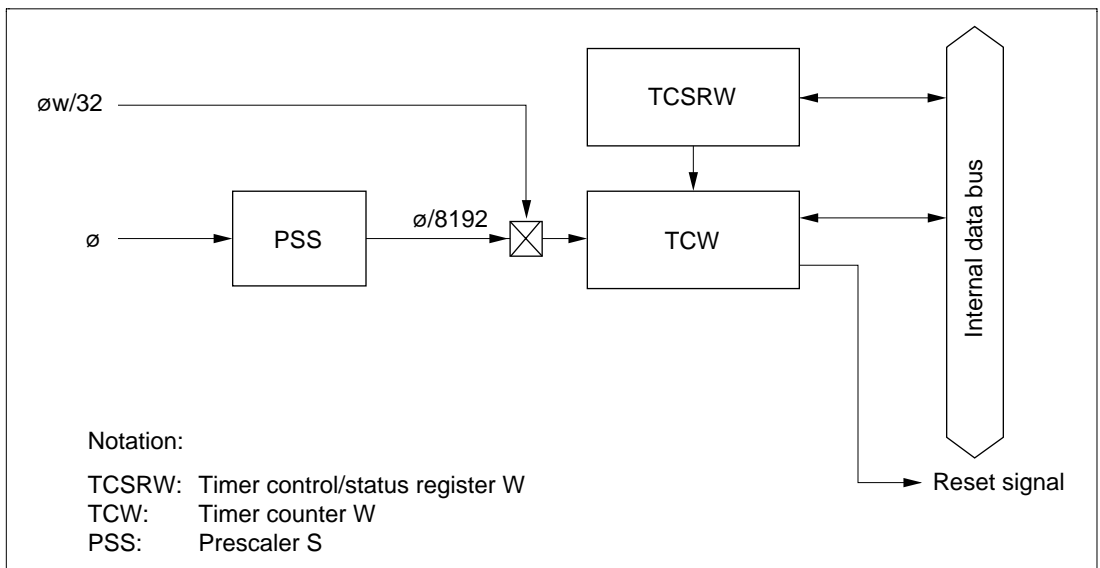 øw/32
TCSRW
ø
PSS
ø/8192
TCW
Internal data bus
Reset signal
Notation:
TCSRW: Timer control/status register W
TCW: Timer counter W
PSS: Prescaler S